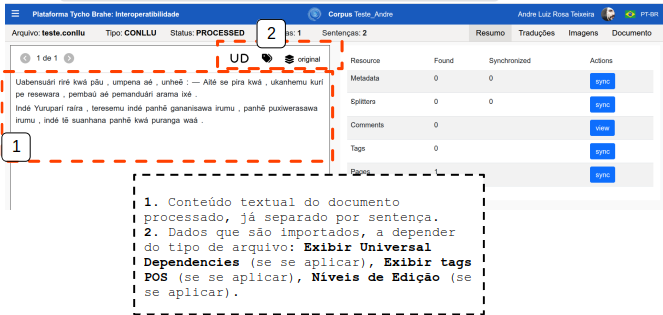 Plataforma Tycho Brahe: Interoperatibilidade
Corpus Teste_Andre
Andre Luiz Rosa Teixeira
PT-BR
Arquivo: teste.conllu Tipo: CONLLU Status: PROCESSED as: 1 Sentenças: 2
Resumo Traduções Imagens Documento
2
1 de 1
UD original
Uabensuári riré kwá pãu , umpena aé , unheẽ : — Aité se pira kwá , ukanhemu kurí
pe resewara , pembaú aé pemanduári arama ixé .
Indé Yuruparí raíra , teresemu indé panhẽ gananisawa irumu , panhẽ puxiwerasawa
irumu , indé tẽ suanhana panhẽ kwá puranga waá .
1
Resource Found Synchronized Actions
Metadata 0 0 sync
Splitters 0 0 sync
Comments 0 view
Tags 0 sync
Pages 1 sync
1. Conteúdo textual do documento
processado, já separado por sentença.
2. Dados que são importados, a depender
do tipo de arquivo: Exibir Universal
Dependencies (se se aplicar), Exibir tags
POS (se se aplicar), Níveis de Edição (se
se aplicar).